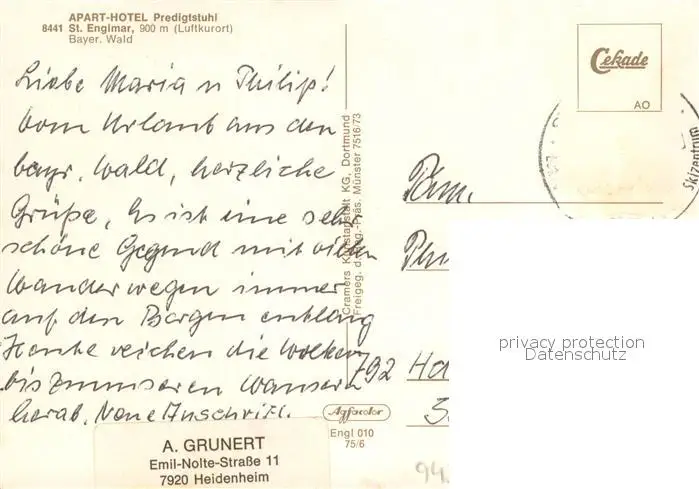 APART-HOTEL Predigtstuhl
8441 St. Englmar, 900 m (Luftkurort)
Bayer. Wald
Liebe Maria u Philip!
Vom Urlaub aus den
bayr. Wald, herzliche
Grüße, Es ist eine sehr
schöne Gegend mit vielen
Wanderwegen immer
auf den Bergen entlang
Heute reichen die Wolken
bis zu unseren
herab. Neue Anschrift.
A. GRUNERT
Emil-Nolte-Straße 11
7920 Heidenheim
Cramers Kunstanstalt KG, Dortmund
Freigeg. d. Reg.-Präs. Münster 7516/73
Agfacolor
Engl 010
75/6
Cekade
AO
Skizentrum
Fam.
792
privacy protection
Datenschutz
94